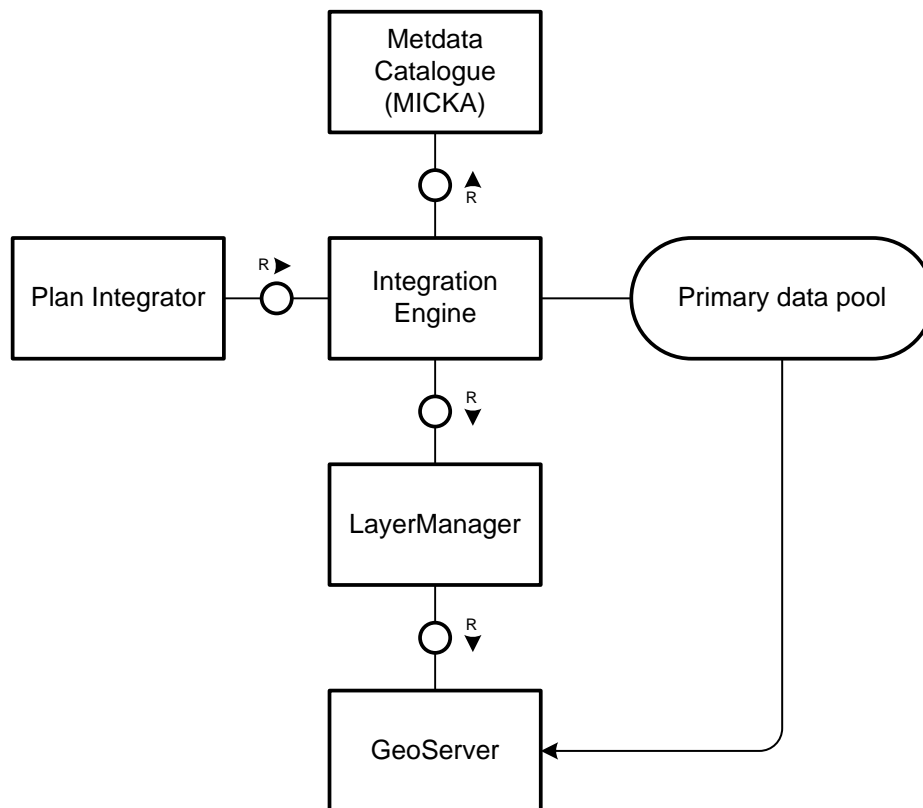 Metdata
Catalogue
(MICKA)
R
R
Plan Integrator
Integration
Engine
Primary data pool
R
LayerManager
R
GeoServer